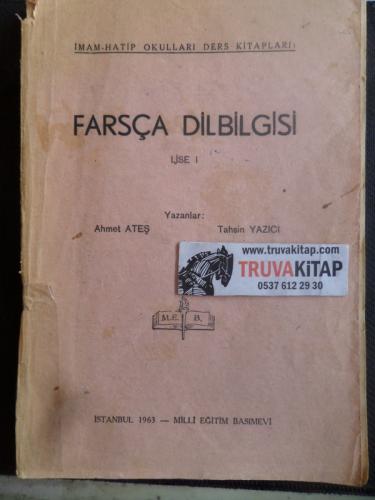 İMAM-HATİP OKULLARI DERS KİTAPLARI:
FARSÇA DİLBİLGİSİ
LİSE I
Yazanlar:
Ahmet ATEŞ Tahsin YAZICI
www.truvakitap.com
TRUVAKİTAP
0537 612 29 30
M.E. B.
İSTANBUL 1963 — MİLLÎ EĞİTİM BASIMEVİ